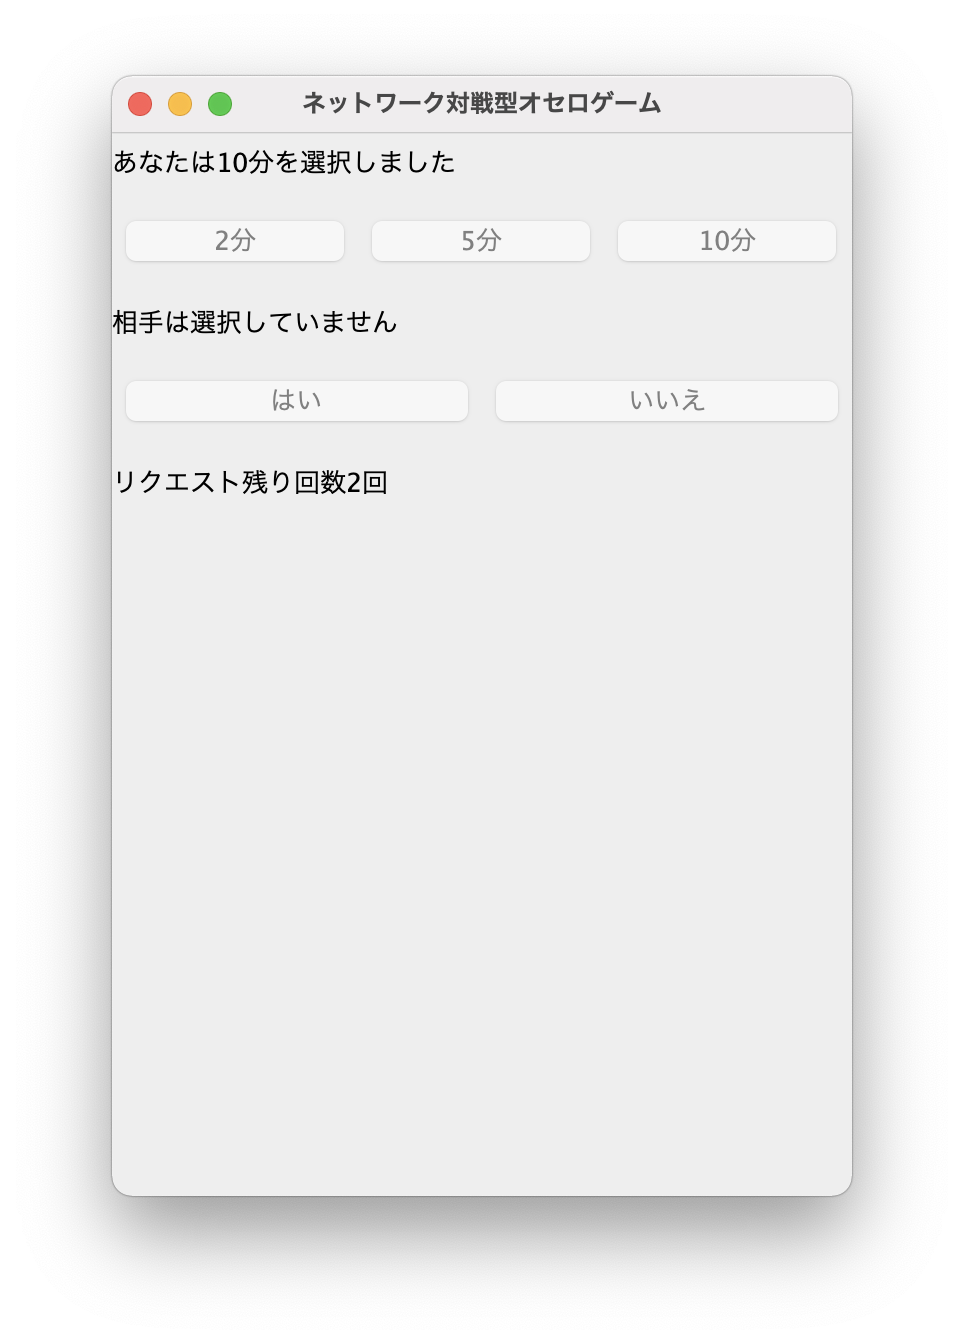 ネットワーク対戦型オセロゲーム
あなたは10分を選択しました
2分 5分 10分
相手は選択していません
はい いいえ
リクエスト残り回数2回